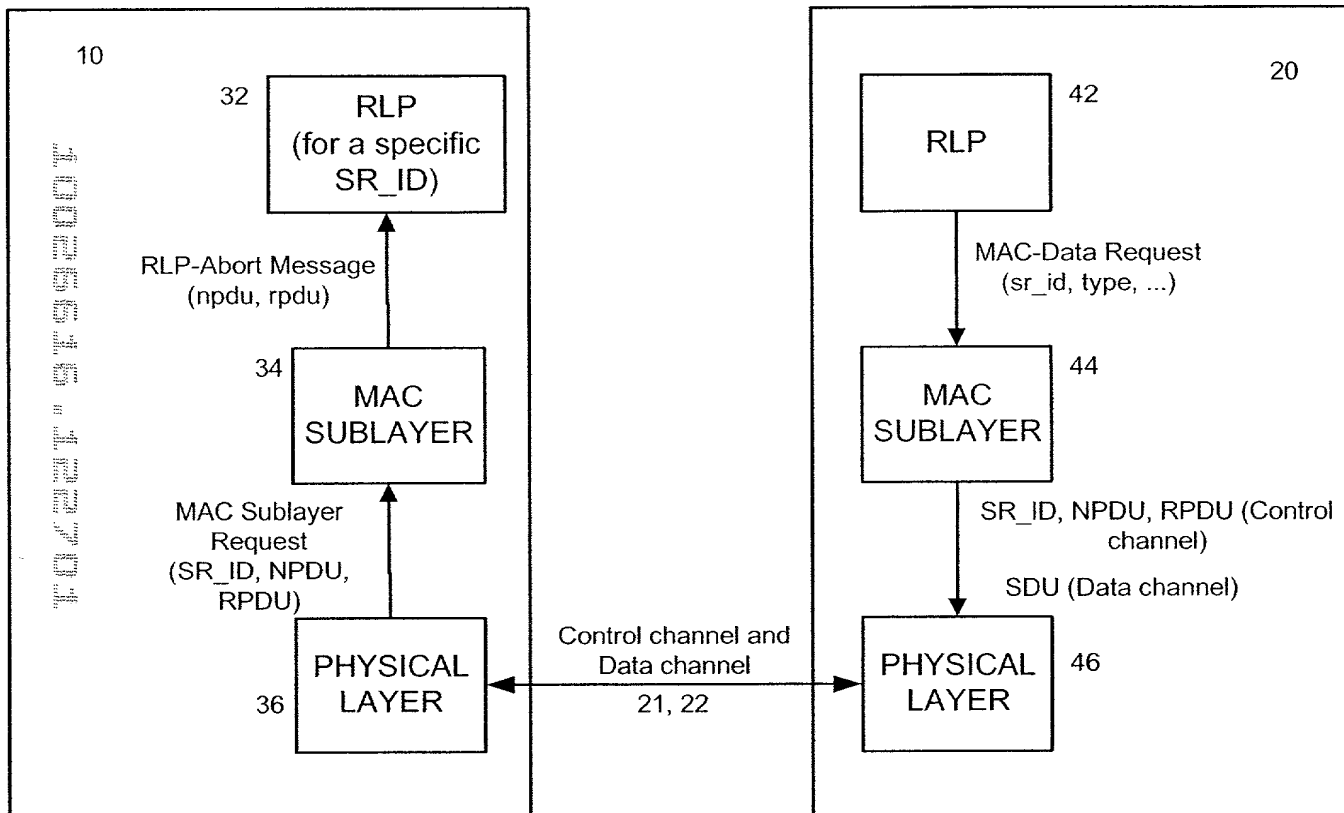 10
20
32
RLP
(for a specific
SR_ID)
42
RLP
RLP-Abort Message
(npdu, rpdu)
MAC-Data Request
(sr_id, type, ...)
34
MAC
SUBLAYER
44
MAC
SUBLAYER
MAC Sublayer
Request
(SR_ID, NPDU,
RPDU)
SR_ID, NPDU, RPDU (Control
channel)
SDU (Data channel)
36
PHYSICAL
LAYER
Control channel and
Data channel
21, 22
PHYSICAL
LAYER
46